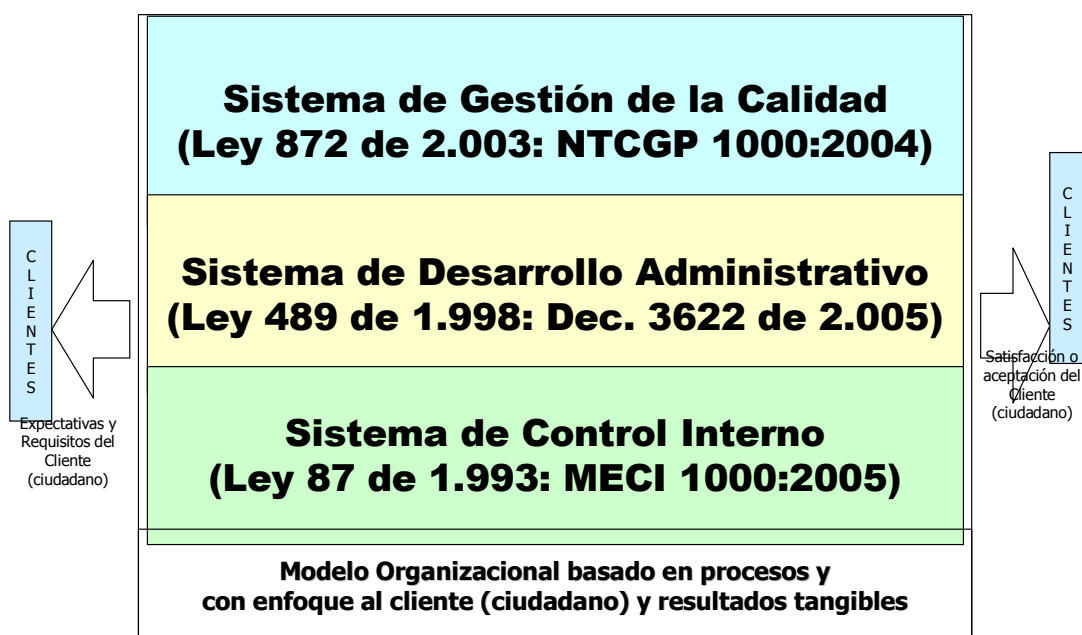 Sistema de Gestión de la Calidad
(Ley 872 de 2.003: NTCGP 1000:2004)
Sistema de Desarrollo Administrativo
(Ley 489 de 1.998: Dec. 3622 de 2.005)
Sistema de Control Interno
(Ley 87 de 1.993: MECI 1000:2005)
Modelo Organizacional basado en procesos y
con enfoque al cliente (ciudadano) y resultados tangibles
CLIENTES
Expectativas y
Requisitos del
Cliente
(ciudadano)
CLIENTES
Satisfacción o
aceptación del
Cliente
(ciudadano)